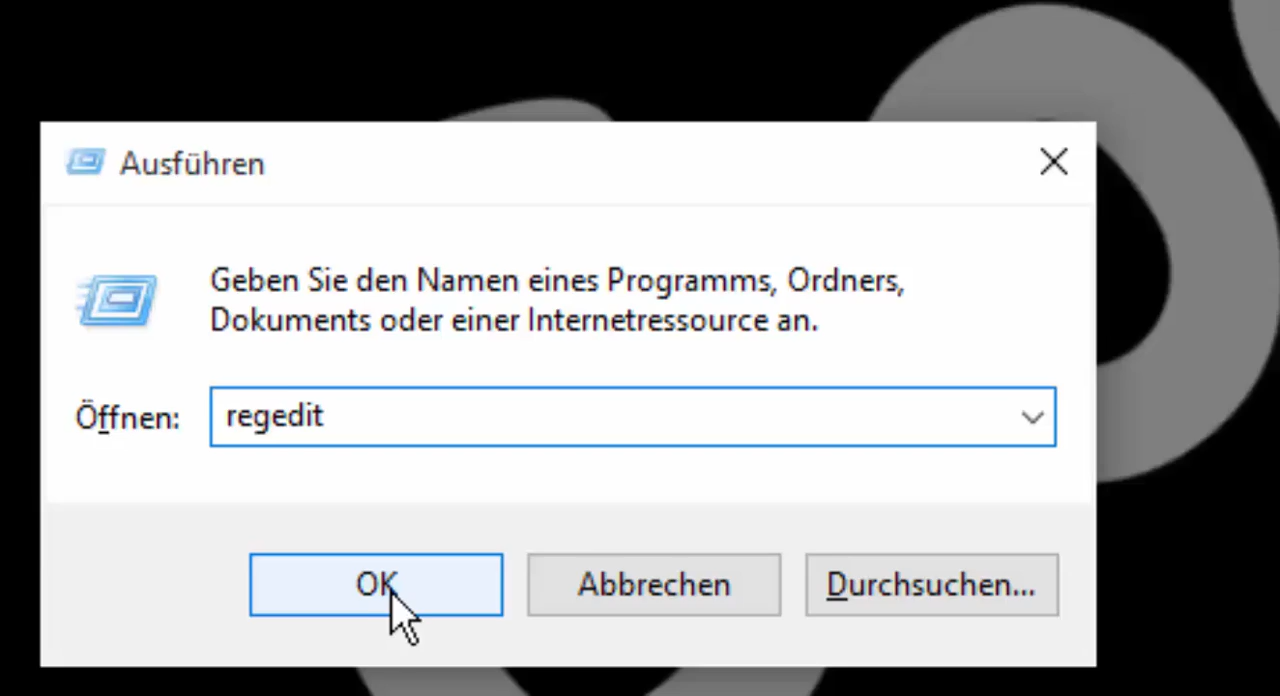 Ausführen
Geben Sie den Namen eines Programms, Ordners,
Dokuments oder einer Internetressource an.
Öffnen: regedit
OK Abbrechen Durchsuchen...